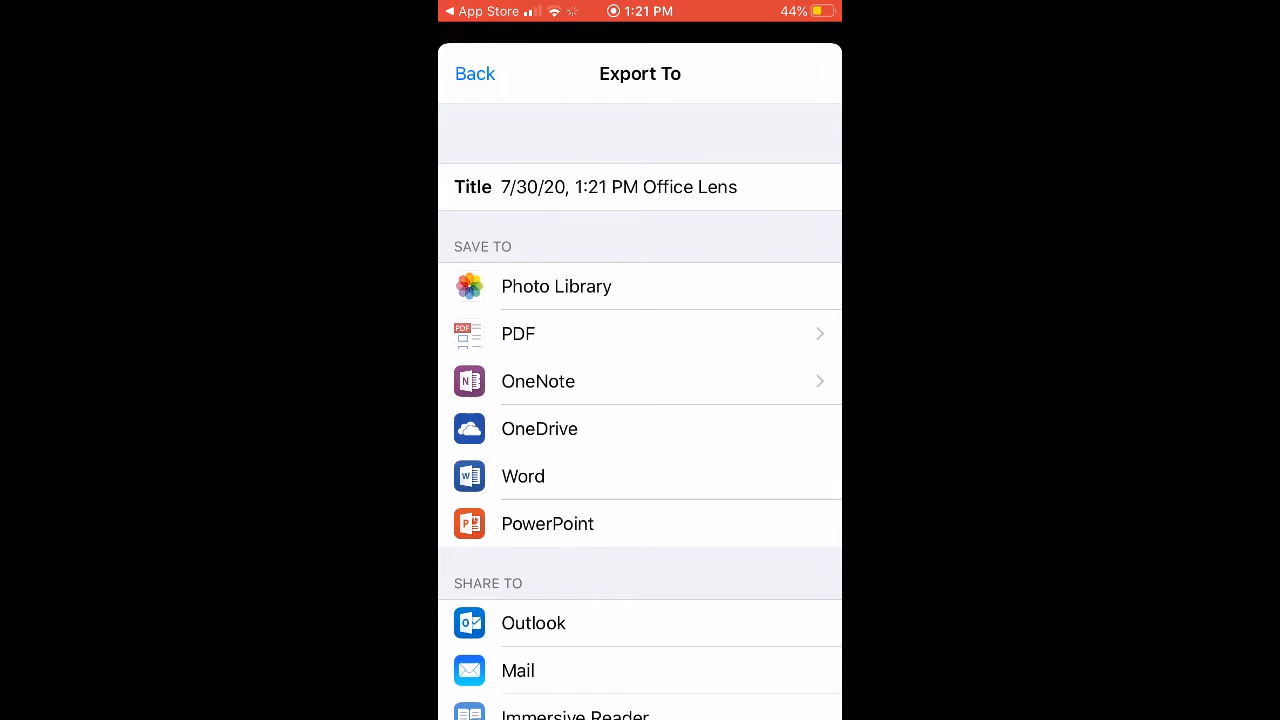 ◀ App Store 1:21 PM 44%
Back Export To
Title 7/30/20, 1:21 PM Office Lens
SAVE TO
Photo Library
PDF PDF
N OneNote
OneDrive
W Word
P PowerPoint
SHARE TO
O Outlook
Mail
Immersive Reader